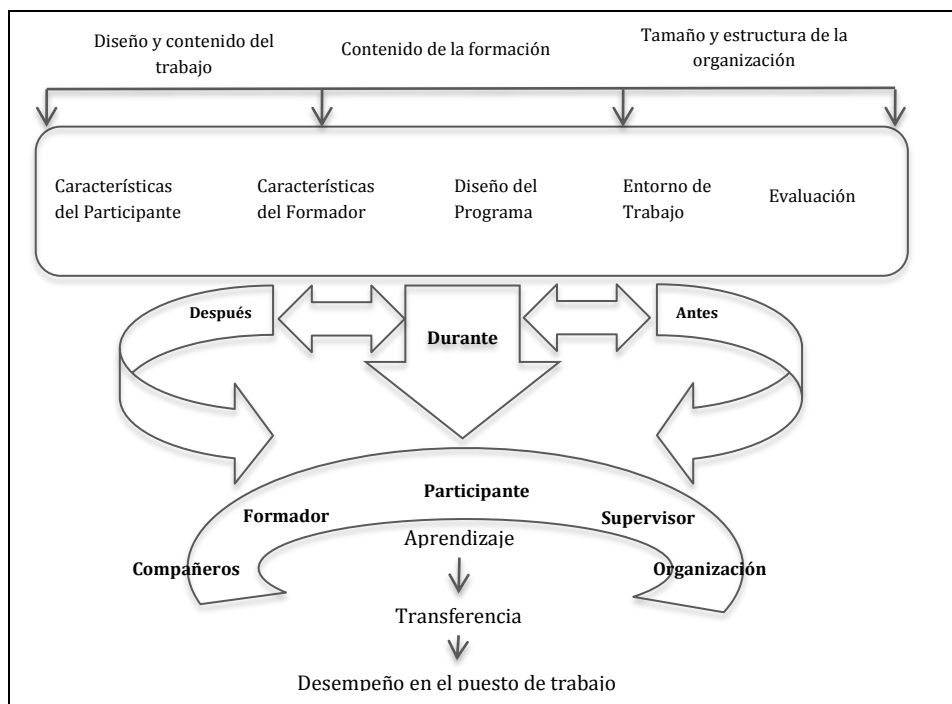 Diseño y contenido del
trabajo
Contenido de la formación
Tamaño y estructura de la
organización
Características
del Participante
Características
del Formador
Diseño del
Programa
Entorno de
Trabajo
Evaluación
Después
Durante
Antes
Participante
Formador
Supervisor
Compañeros
Organización
Aprendizaje
Transferencia
Desempeño en el puesto de trabajo